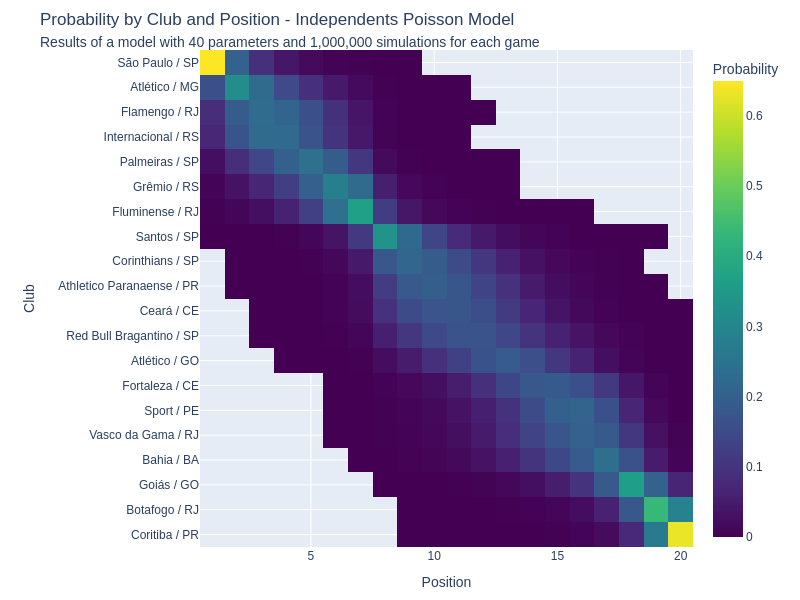 Probability by Club and Position - Independents Poisson Model
Results of a model with 40 parameters and 1,000,000 simulations for each game
Probability
São Paulo / SP
Atlético / MG
Flamengo / RJ
Internacional / RS
Palmeiras / SP
Grêmio / RS
Fluminense / RJ
Santos / SP
Corinthians / SP
Athletico Paranaense / PR
Ceará / CE
Red Bull Bragantino / SP
Atlético / GO
Fortaleza / CE
Sport / PE
Vasco da Gama / RJ
Bahia / BA
Goiás / GO
Botafogo / RJ
Coritiba / PR
Club
5
10
15
20
Position
0.6
0.5
0.4
0.3
0.2
0.1
0